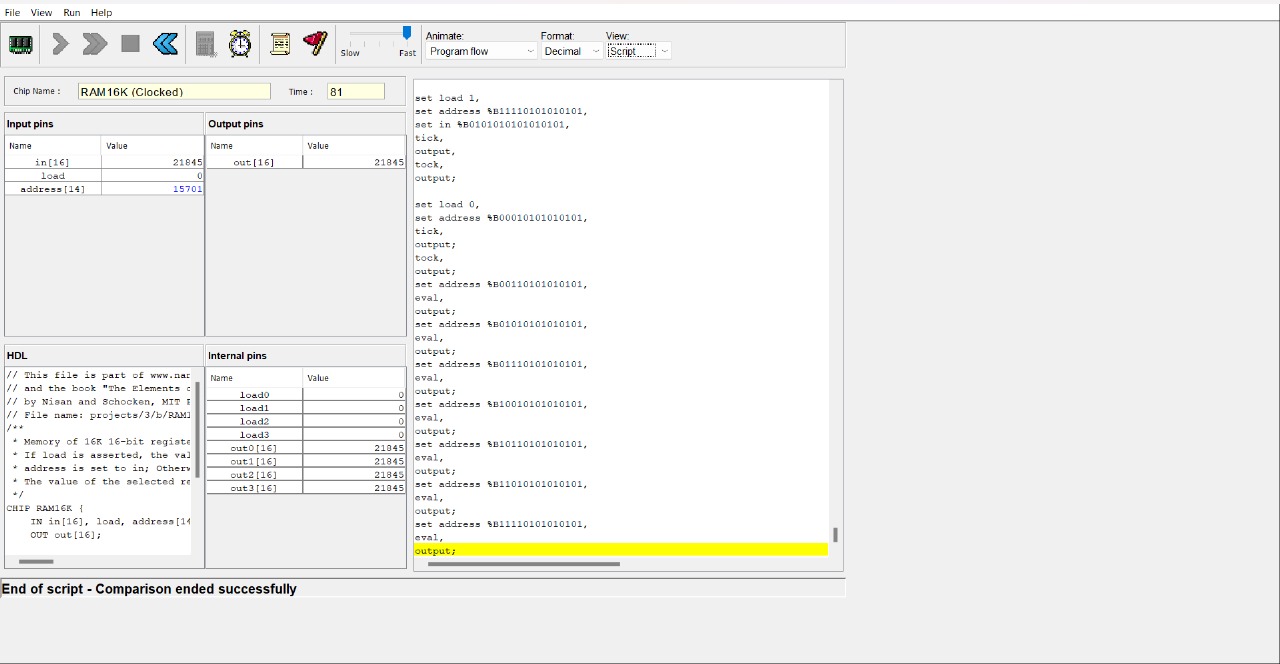 File View Run Help
Animate: Format: View:
Slow Fast Program flow Decimal Script
Chip Name : RAM16K (Clocked) Time : 81
Input pins
Name Value
in[16] 21845
load 0
address[14] 15701
Output pins
Name Value
out[16] 21845
HDL
// This file is part of www.nar
// and the book "The Elements o
// by Nisan and Schocken, MIT P
// File name: projects/3/b/RAM1
/**
* Memory of 16K 16-bit registe
* If load is asserted, the val
* address is set to in; Otherw
* The value of the selected re
*/
CHIP RAM16K {
IN in[16], load, address[14
OUT out[16];
Internal pins
Name Value
load0 0
load1 0
load2 0
load3 0
out0[16] 21845
out1[16] 21845
out2[16] 21845
out3[16] 21845
set load 1,
set address %B11110101010101,
set in %B0101010101010101,
tick,
output,
tock,
output;
set load 0,
set address %B00010101010101,
tick,
output;
tock,
output;
set address %B00110101010101,
eval,
output;
set address %B01010101010101,
eval,
output;
set address %B01110101010101,
eval,
output;
set address %B10010101010101,
eval,
output;
set address %B10110101010101,
eval,
output;
set address %B11010101010101,
eval,
output;
set address %B11110101010101,
eval,
output;
End of script - Comparison ended successfully